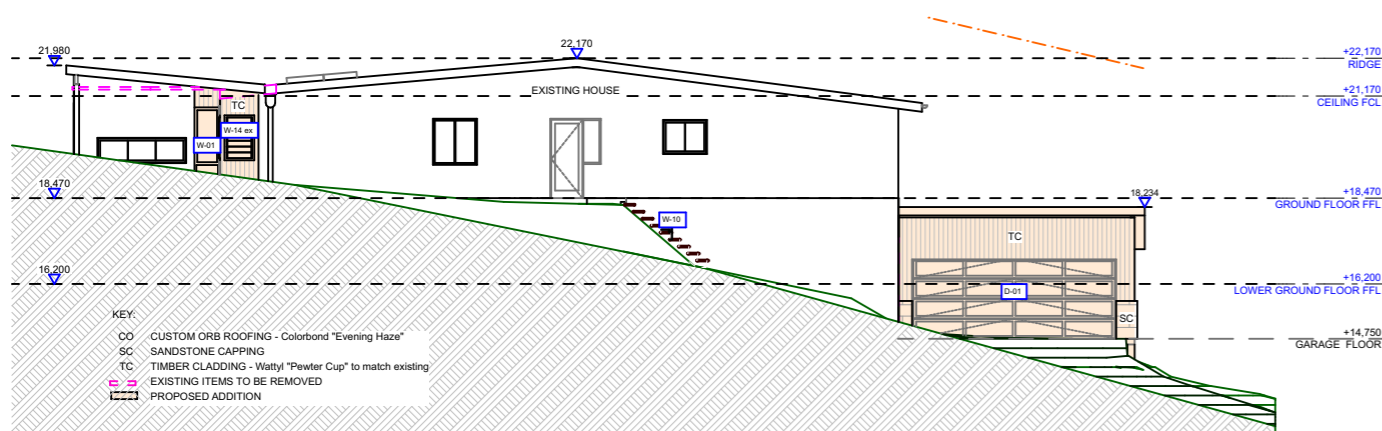 22,170
21,980
+22,170
RIDGE
EXISTING HOUSE
+21,170
CEILING FCL
TC
W-14 ex
W-01
18,470
18,234
+18,470
GROUND FLOOR FFL
W-10
TC
16,200
+16,200
LOWER GROUND FLOOR FFL
D-01
SC
+14,750
GARAGE FLOOR
KEY:
CO CUSTOM ORB ROOFING - Colorbond "Evening Haze"
SC SANDSTONE CAPPING
TC TIMBER CLADDING - Wattyl "Pewter Cup" to match existing
EXISTING ITEMS TO BE REMOVED
PROPOSED ADDITION